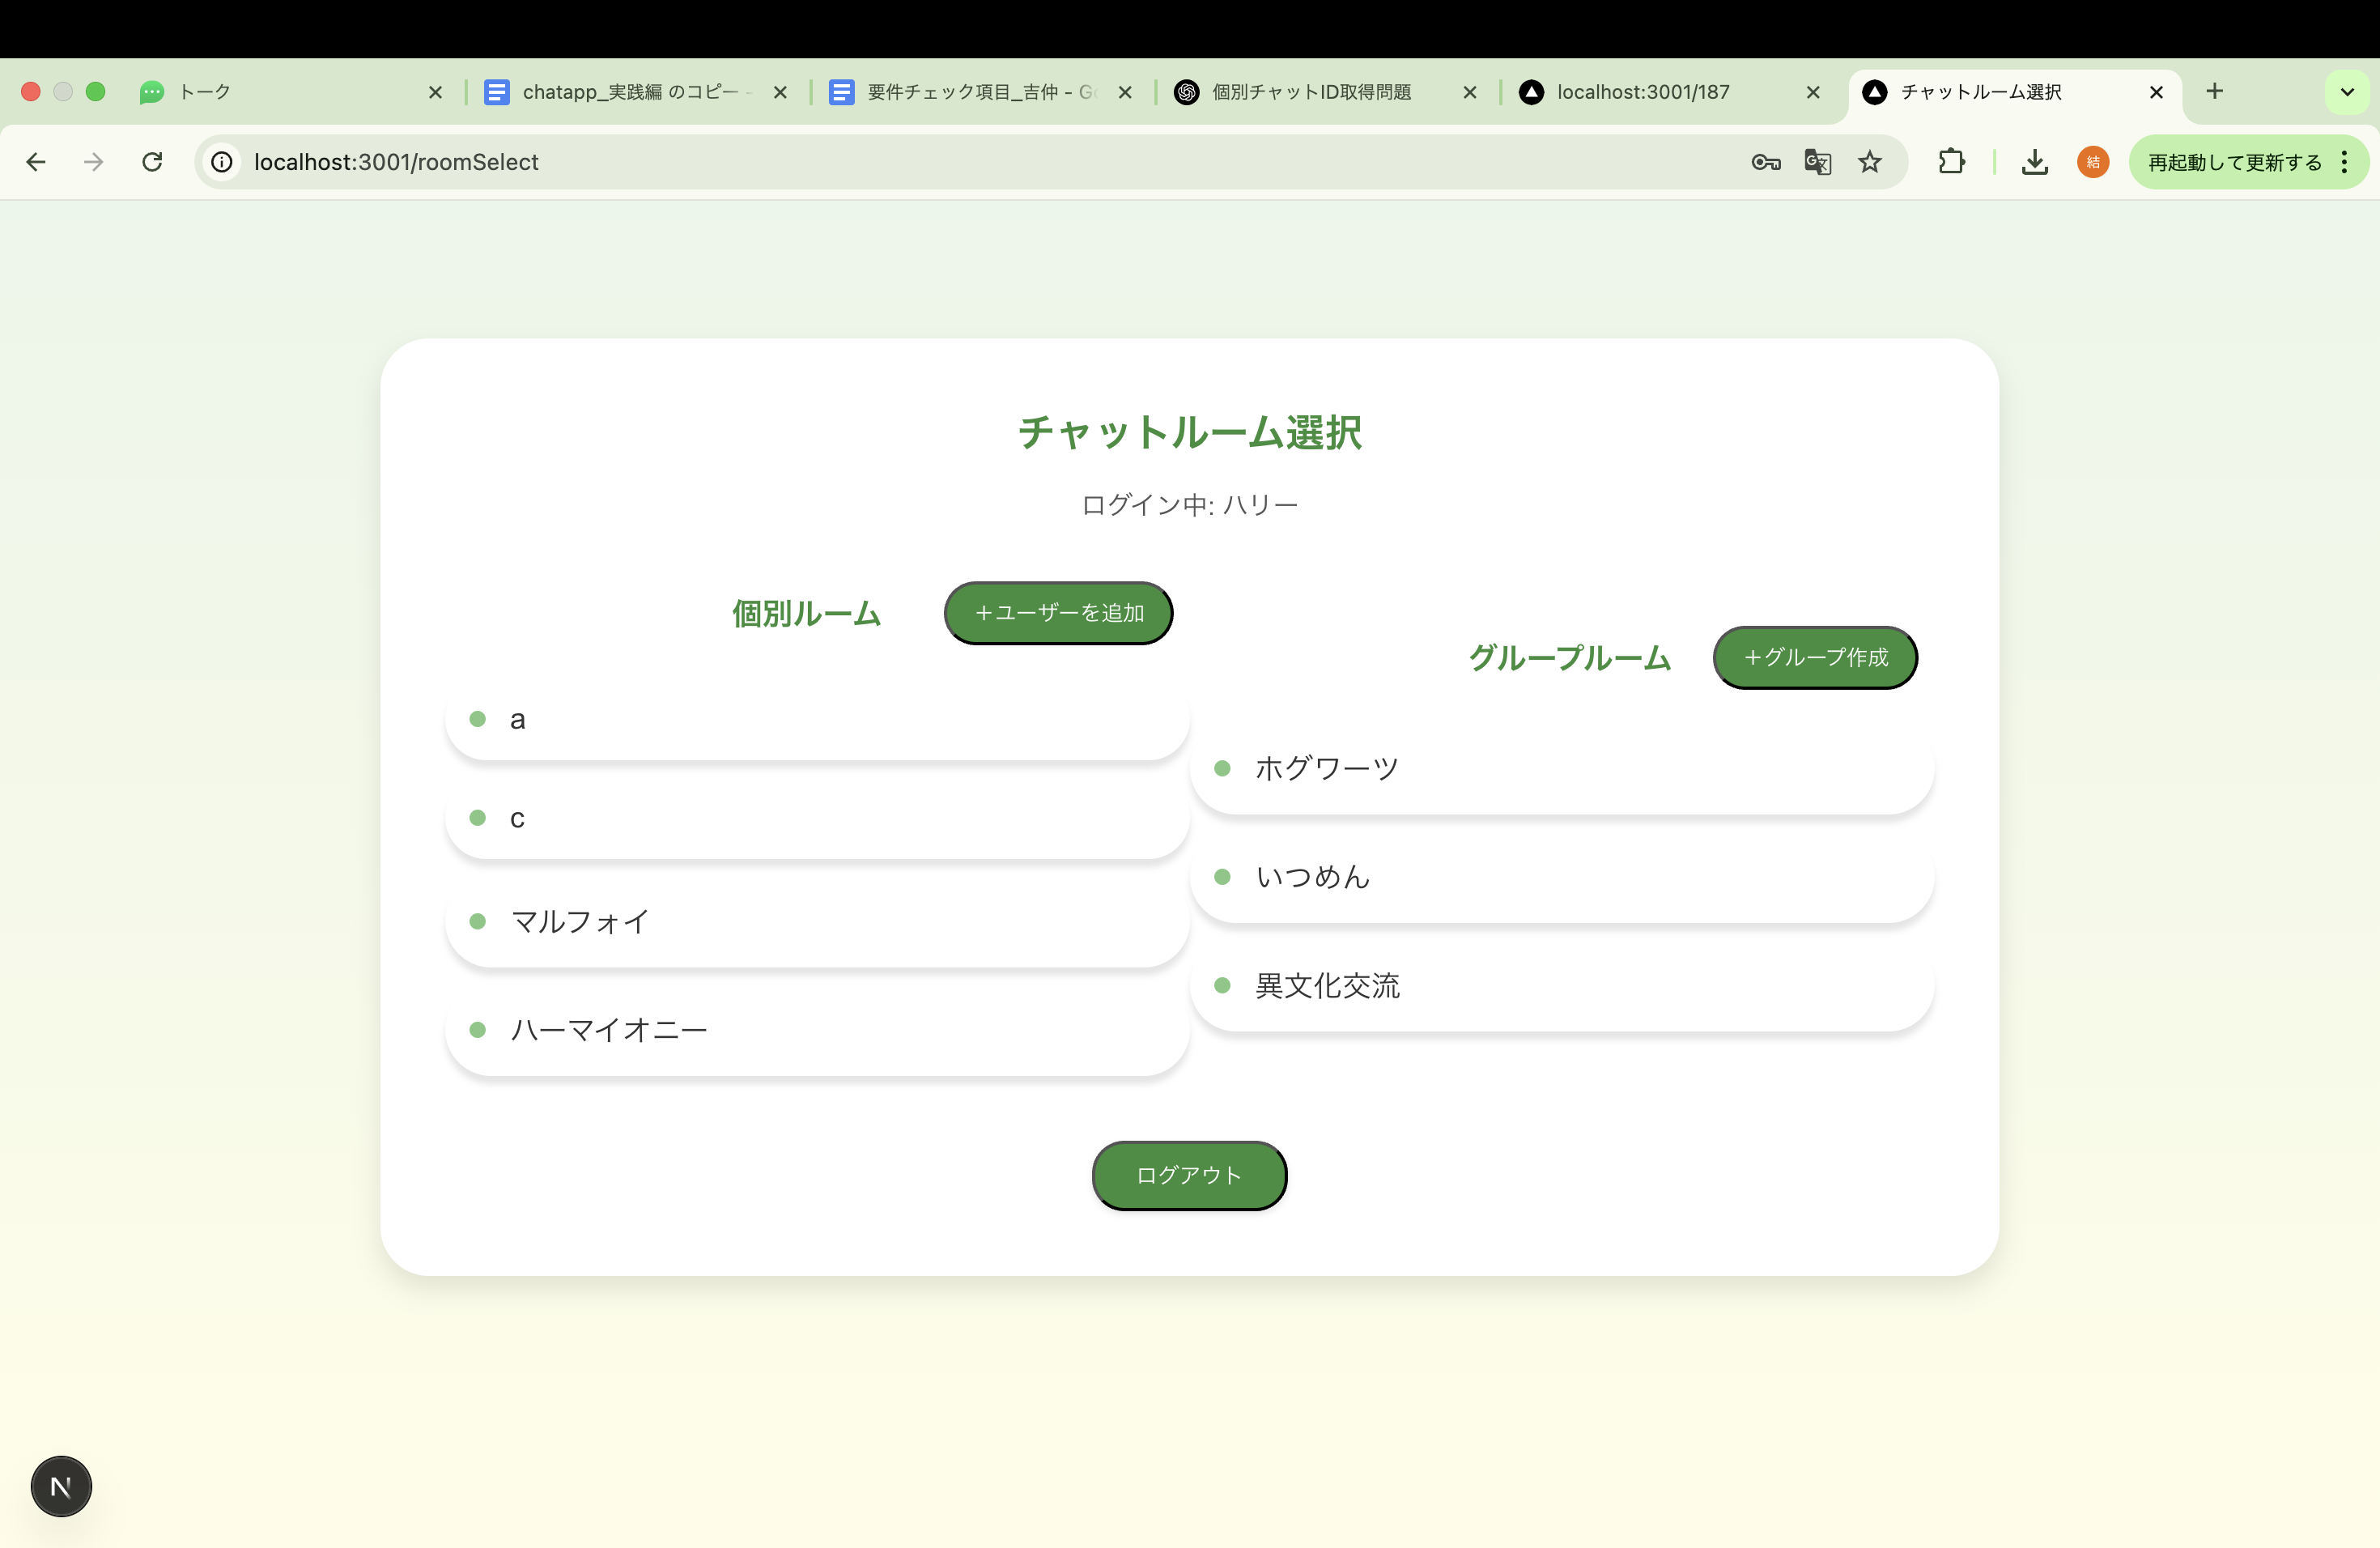 トーク
chatapp_実践編 のコピー -
要件チェック項目_吉仲 - Go
個別チャットID取得問題
localhost:3001/187
チャットルーム選択
localhost:3001/roomSelect
結
再起動して更新する
チャットルーム選択
ログイン中: ハリー
個別ルーム
＋ユーザーを追加
a
c
マルフォイ
ハーマイオニー
グループルーム
＋グループ作成
ホグワーツ
いつめん
異文化交流
ログアウト
N